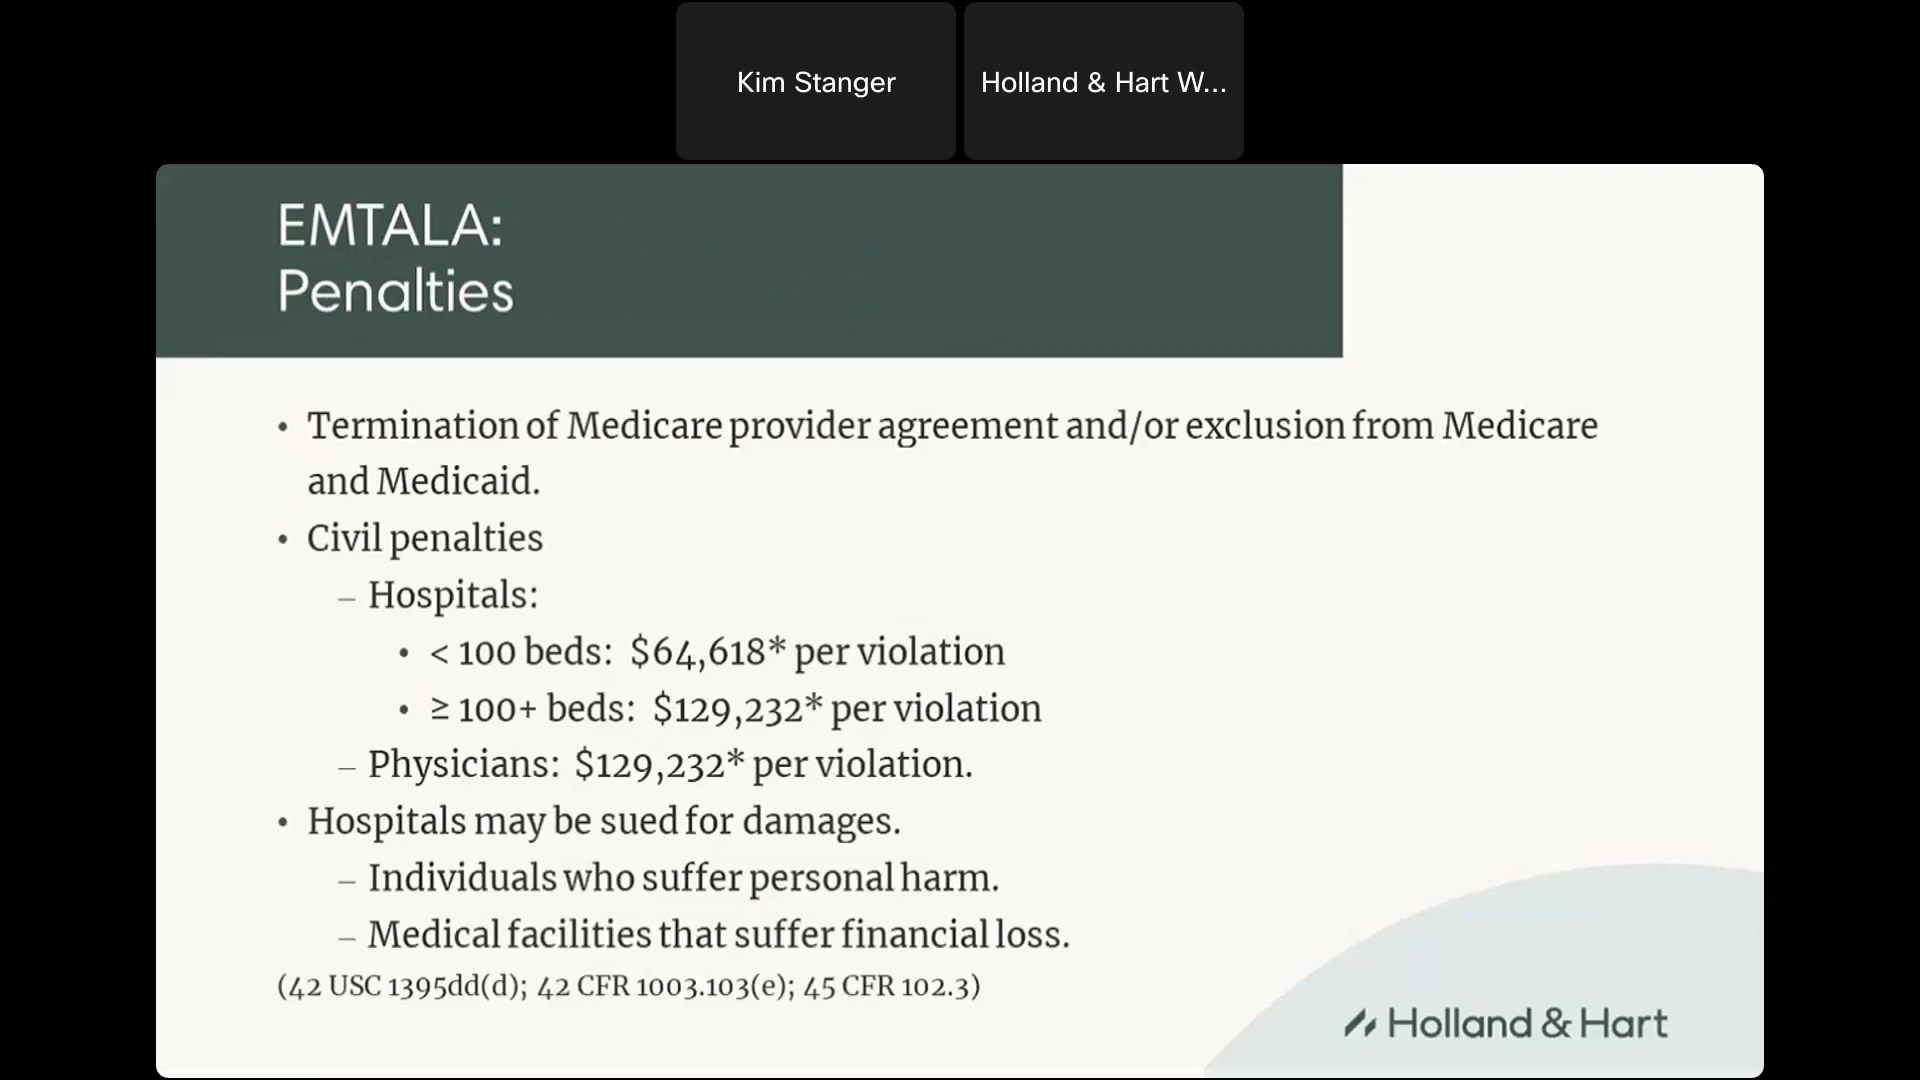 Kim Stanger
Holland & Hart W...
EMTALA:
Penalties
• Termination of Medicare provider agreement and/or exclusion from Medicare
and Medicaid.
• Civil penalties
– Hospitals:
• < 100 beds: $64,618* per violation
• ≥ 100+ beds: $129,232* per violation
– Physicians: $129,232* per violation.
• Hospitals may be sued for damages.
– Individuals who suffer personal harm.
– Medical facilities that suffer financial loss.
(42 USC 1395dd(d); 42 CFR 1003.103(e); 45 CFR 102.3)
Holland & Hart